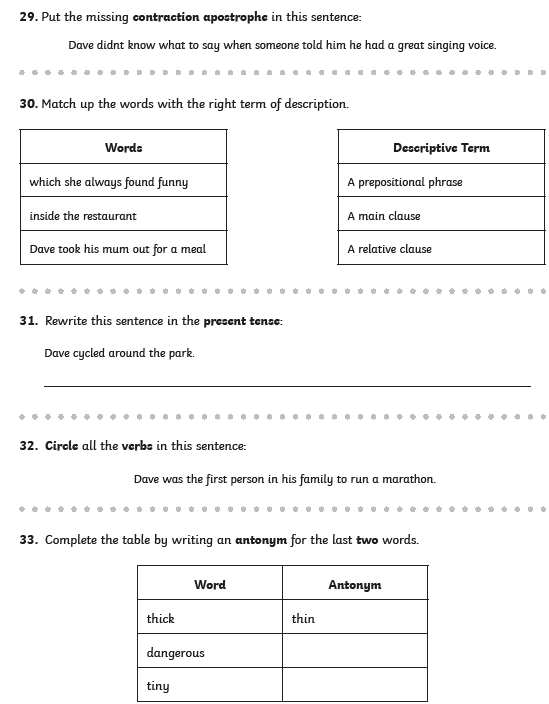 29. Put the missing contraction apostrophe in this sentence:
Dave didnt know what to say when someone told him he had a great singing voice.
30. Match up the words with the right term of description.
Words
Descriptive Term
which she always found funny
A prepositional phrase
inside the restaurant
A main clause
Dave took his mum out for a meal
A relative clause
31. Rewrite this sentence in the present tense:
Dave cycled around the park.
32. Circle all the verbs in this sentence:
Dave was the first person in his family to run a marathon.
33. Complete the table by writing an antonym for the last two words.
Word
Antonym
thick
thin
dangerous
tiny